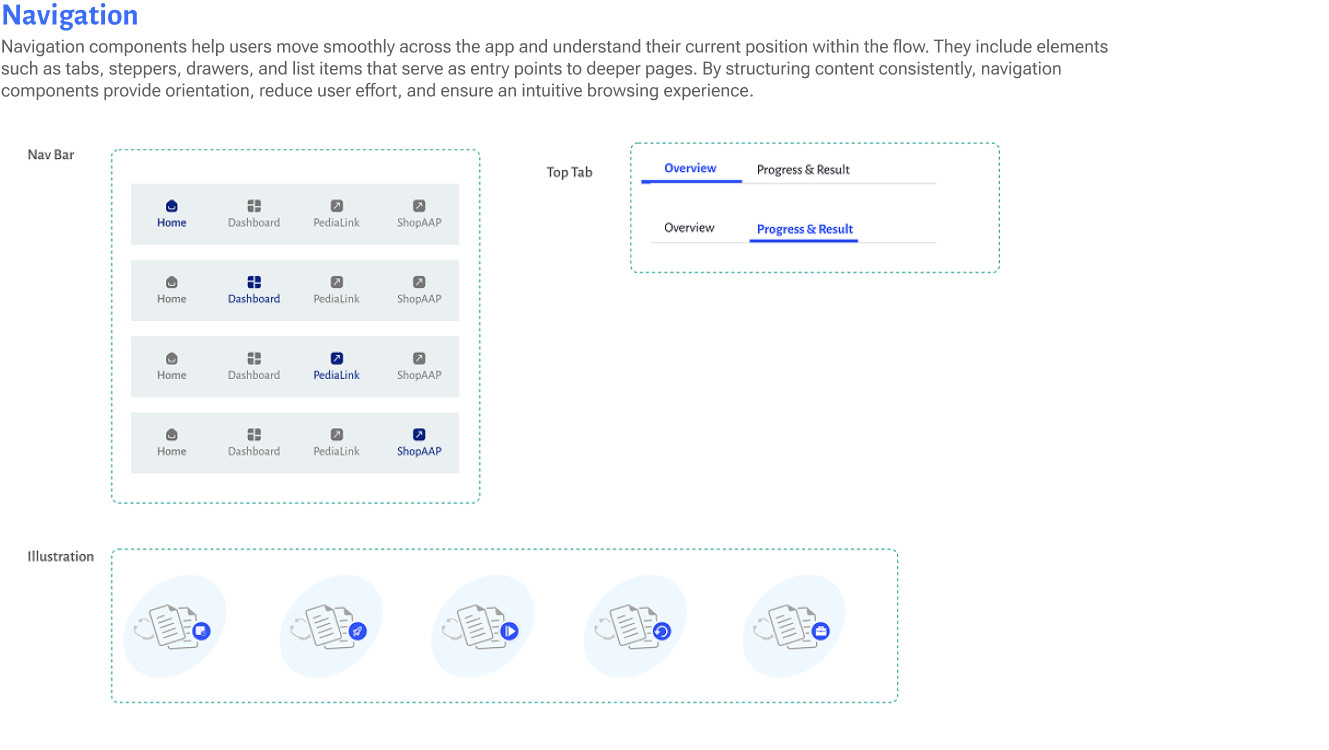 Navigation
Navigation components help users move smoothly across the app and understand their current position within the flow. They include elements
such as tabs, steppers, drawers, and list items that serve as entry points to deeper pages. By structuring content consistently, navigation
components provide orientation, reduce user effort, and ensure an intuitive browsing experience.
Nav Bar
Home Dashboard PediaLink ShopAAP
Home Dashboard PediaLink ShopAAP
Home Dashboard PediaLink ShopAAP
Home Dashboard PediaLink ShopAAP
Top Tab
Overview Progress & Result
Overview Progress & Result
Illustration